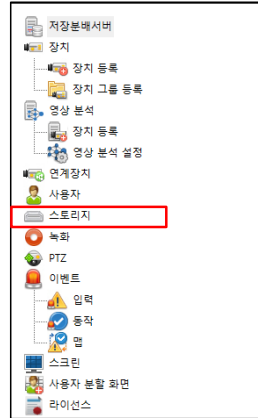 저장분배서버
장치
장치 등록
장치 그룹 등록
영상 분석
장치 등록
영상 분석 설정
연계장치
사용자
스토리지
녹화
PTZ
이벤트
입력
동작
맵
스크린
사용자 분할 화면
라이선스